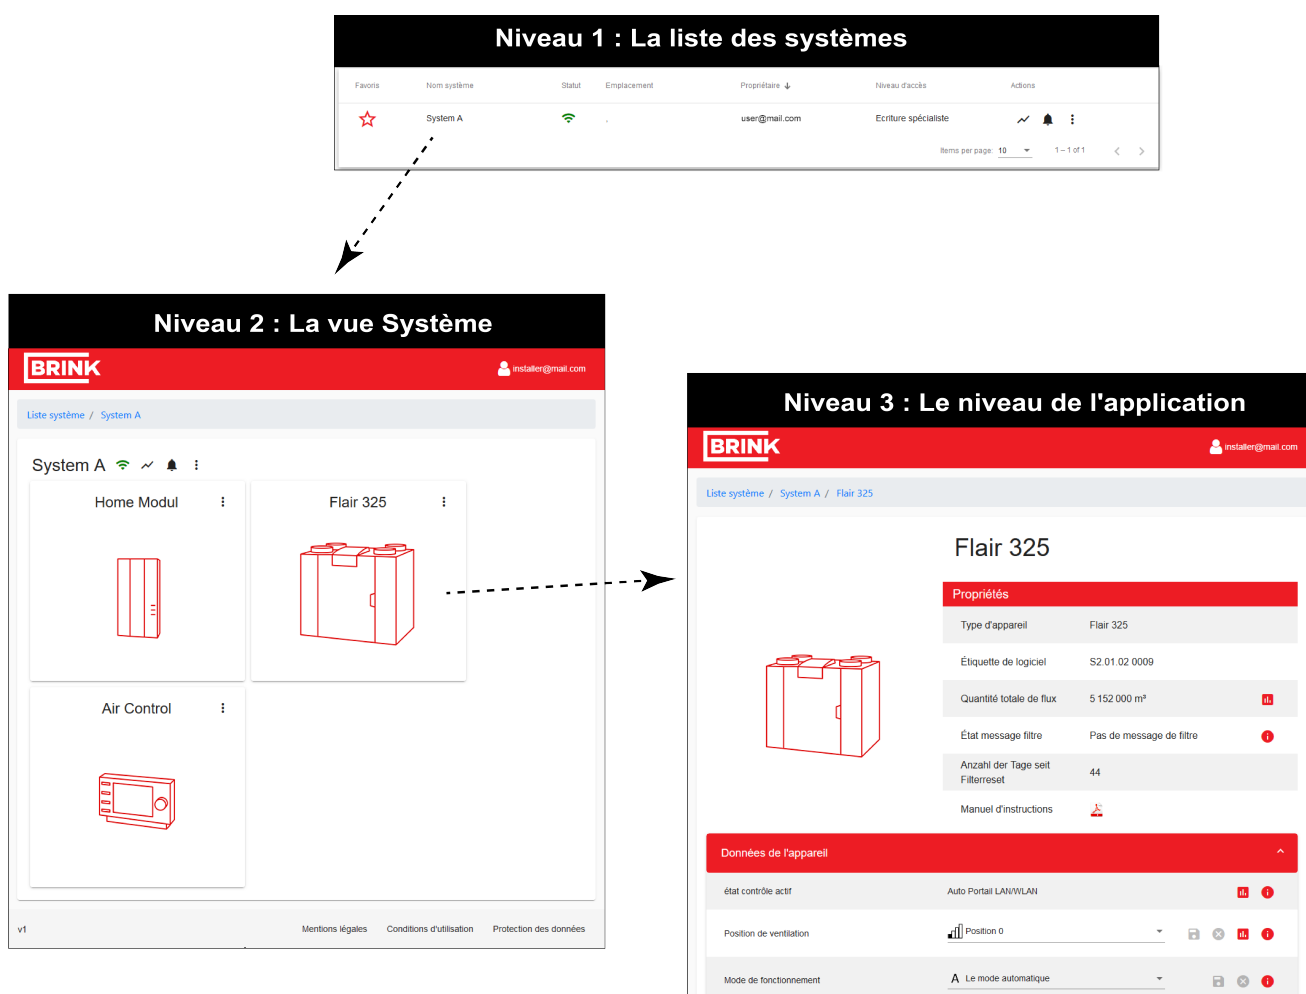 Niveau 1 : La liste des systèmes
Favoris Nom système Statut Emplacement Propriétaire Niveau d'accès Actions
System A . user@mail.com Ecriture spécialiste
Items per page: 10 1 – 1 of 1
Niveau 2 : La vue Système
BRINK installer@mail.com
Liste système / System A
System A
Home Modul Flair 325
Air Control
v1 Mentions légales Conditions d'utilisation Protection des données
Niveau 3 : Le niveau de l'application
BRINK installer@mail.com
Liste système / System A / Flair 325
Flair 325
Propriétés
Type d'appareil Flair 325
Étiquette de logiciel S2.01.02 0009
Quantité totale de flux 5 152 000 m³
État message filtre Pas de message de filtre
Anzahl der Tage seit
Filterreset 44
Manuel d'instructions
Données de l'appareil
état contrôle actif Auto Portail LAN/WLAN
Position de ventilation Position 0
Mode de fonctionnement A Le mode automatique